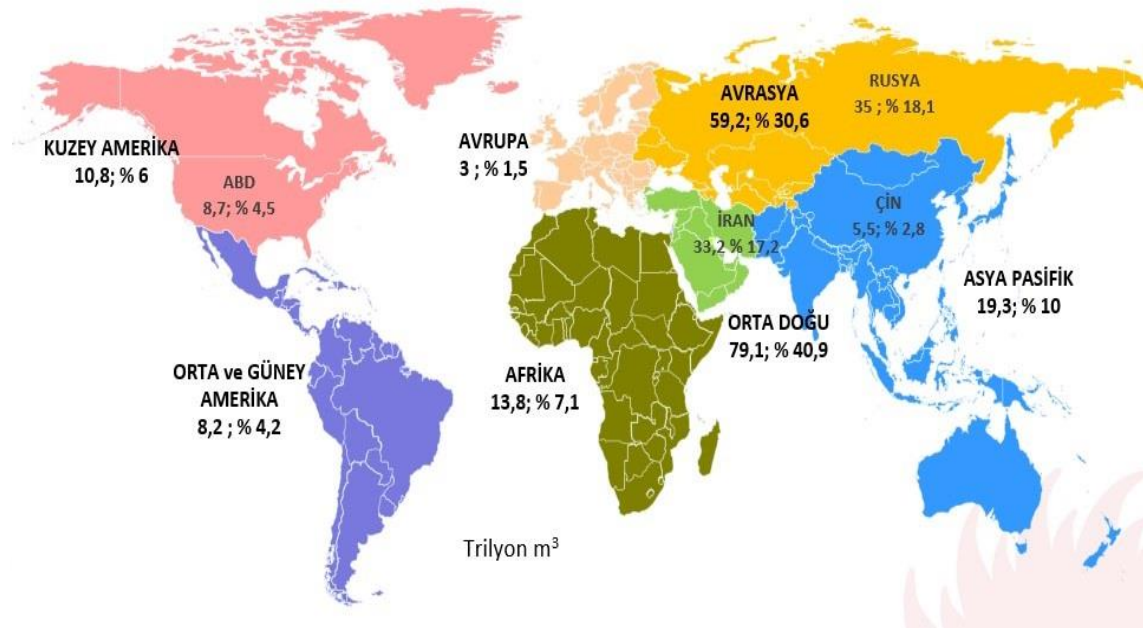 KUZEY AMERİKA
10,8; % 6
ABD
8,7; % 4,5
ORTA ve GÜNEY
AMERİKA
8,2 ; % 4,2
AVRUPA
3 ; % 1,5
AVRASYA
59,2; % 30,6
RUSYA
35 ; % 18,1
İRAN
33,2 % 17,2
ÇİN
5,5; % 2,8
ASYA PASİFİK
19,3; % 10
ORTA DOĞU
79,1; % 40,9
AFRİKA
13,8; % 7,1
Trilyon m³